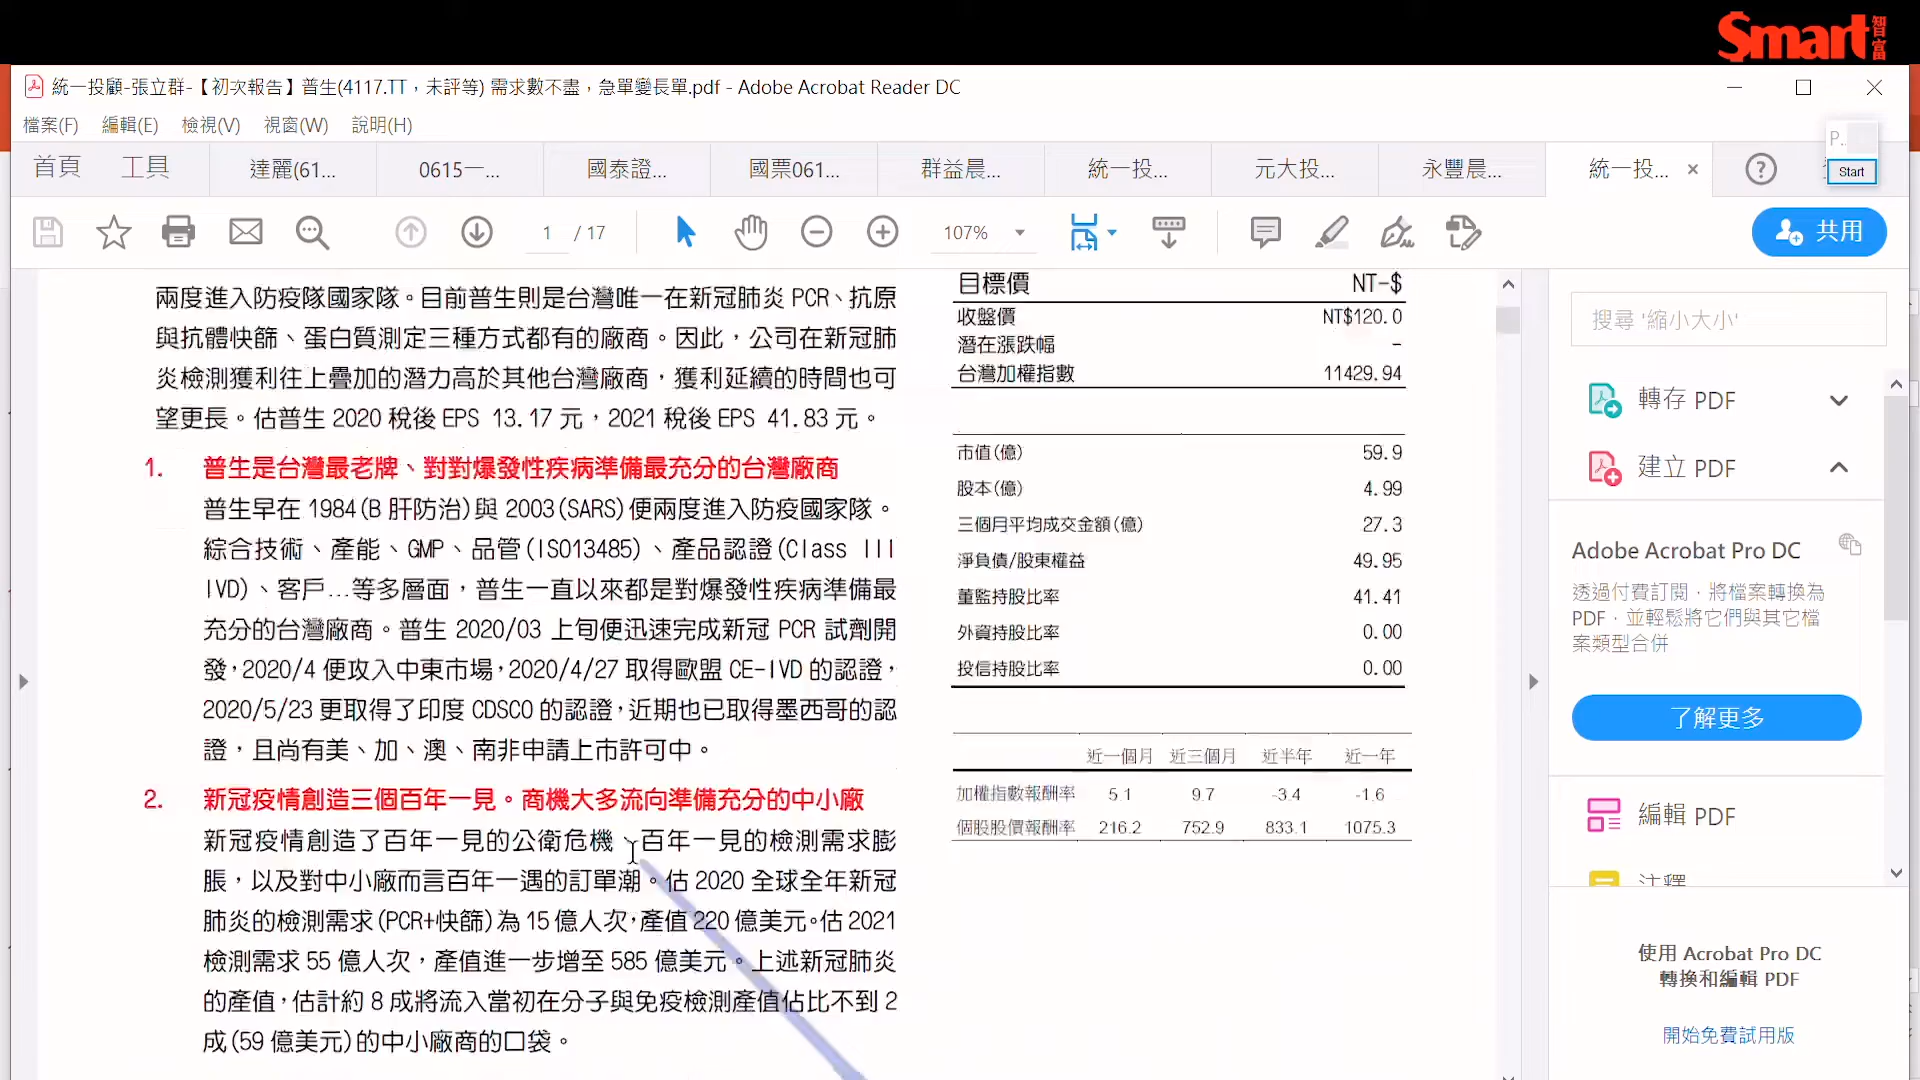 Smart智富
統一投顧-張立群-【初次報告】普生(4117.TT，未評等) 需求數不盡，急單變長單.pdf - Adobe Acrobat Reader DC
檔案(F) 編輯(E) 檢視(V) 視窗(W) 說明(H)
P..
Start
首頁 工具 達麗(61... 0615一... 國泰證... 國票061... 群益晨... 統一投... 元大投... 永豐晨... 統一投... ×
1 / 17 107% 共用
兩度進入防疫隊國家隊。目前普生則是台灣唯一在新冠肺炎 PCR、抗原
與抗體快篩、蛋白質測定三種方式都有的廠商。因此，公司在新冠肺
炎檢測獲利往上疊加的潛力高於其他台灣廠商，獲利延續的時間也可
望更長。估普生 2020 稅後 EPS 13.17 元，2021 稅後 EPS 41.83 元。
1. 普生是台灣最老牌、對對爆發性疾病準備最充分的台灣廠商
普生早在 1984(B 肝防治)與 2003(SARS)便兩度進入防疫國家隊。
綜合技術、產能、GMP、品管(ISO13485)、產品認證(Class III
IVD)、客戶…等多層面，普生一直以來都是對爆發性疾病準備最
充分的台灣廠商。普生 2020/03 上旬便迅速完成新冠 PCR 試劑開
發，2020/4 便攻入中東市場，2020/4/27 取得歐盟 CE-IVD 的認證，
2020/5/23 更取得了印度 CDSCO 的認證，近期也已取得墨西哥的認
證，且尚有美、加、澳、南非申請上市許可中。
2. 新冠疫情創造三個百年一見。商機大多流向準備充分的中小廠
新冠疫情創造了百年一見的公衛危機、百年一見的檢測需求膨
脹，以及對中小廠而言百年一遇的訂單潮。估 2020 全球全年新冠
肺炎的檢測需求(PCR+快篩)為 15 億人次，產值 220 億美元。估 2021
檢測需求 55 億人次，產值進一步增至 585 億美元。上述新冠肺炎
的產值，估計約 8 成將流入當初在分子與免疫檢測產值佔比不到 2
成(59 億美元)的中小廠商的口袋。
目標價 NT-$
收盤價 NT$120.0
潛在漲跌幅 -
台灣加權指數 11429.94
市值(億) 59.9
股本(億) 4.99
三個月平均成交金額(億) 27.3
淨負債/股東權益 49.95
董監持股比率 41.41
外資持股比率 0.00
投信持股比率 0.00
近一個月 近三個月 近半年 近一年
加權指數報酬率 5.1 9.7 -3.4 -1.6
個股股價報酬率 216.2 752.9 833.1 1075.3
搜尋 '縮小大小'
轉存 PDF
建立 PDF
Adobe Acrobat Pro DC
透過付費訂閱，將檔案轉換為
PDF，並輕鬆將它們與其它檔
案類型合併
了解更多
編輯 PDF
注釋
使用 Acrobat Pro DC
轉換和編輯 PDF
開始免費試用版